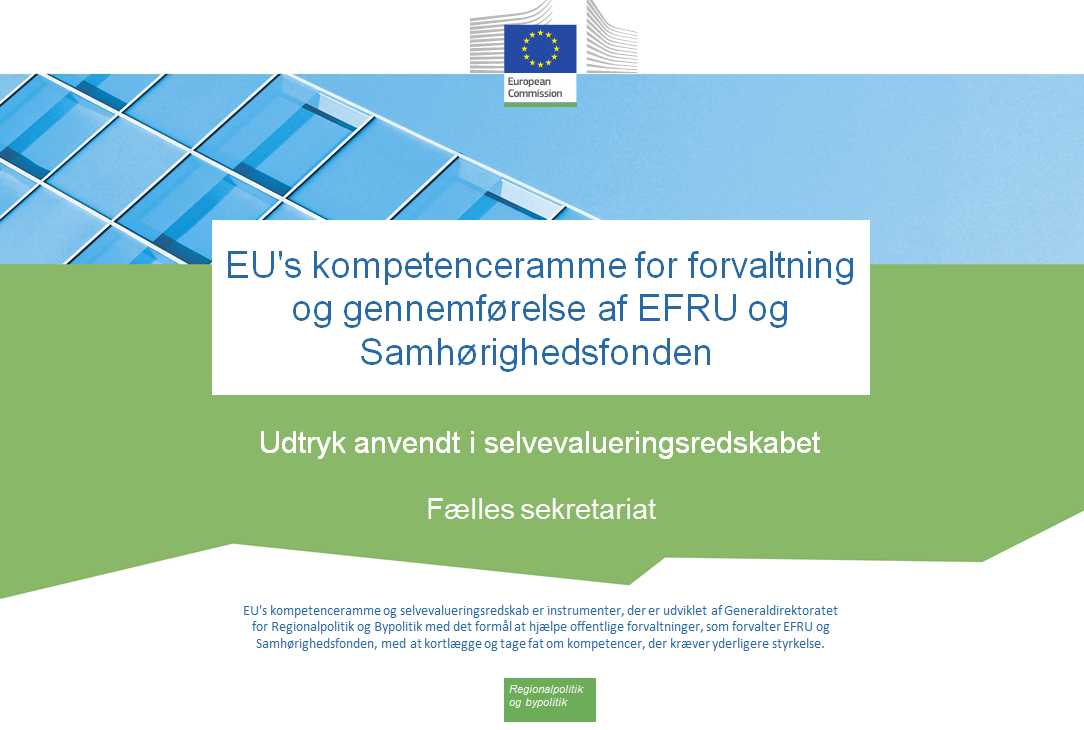 European
Commission
EU's kompetenceramme for forvaltning
og gennemførelse af EFRU og
Samhørighedsfonden
Udtryk anvendt i selvevalueringsredskabet
Fælles sekretariat
EU's kompetenceramme og selvevalueringsredskab er instrumenter, der er udviklet af Generaldirektoratet
for Regionalpolitik og Bypolitik med det formål at hjælpe offentlige forvaltninger, som forvalter EFRU og
Samhørighedsfonden, med at kortlægge og tage fat om kompetencer, der kræver yderligere styrkelse.
Regionalpolitik
og bypolitik